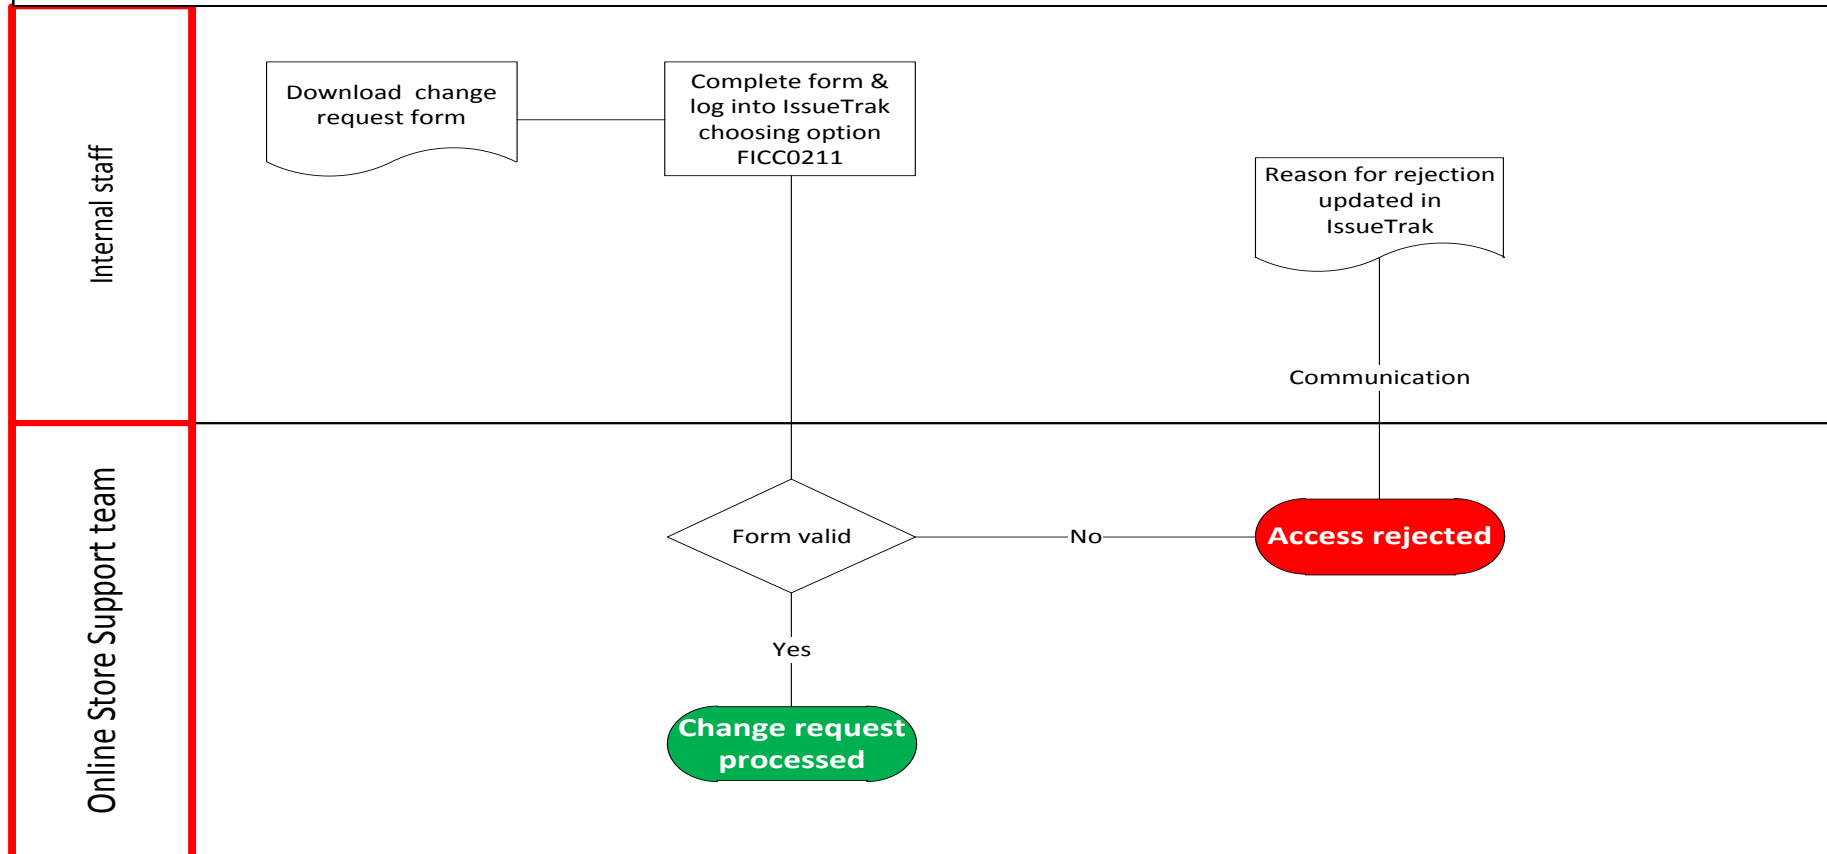 Internal staff
Download change
request form
Complete form &
log into IssueTrak
choosing option
FICC0211
Reason for rejection
updated in
IssueTrak
Communication
Online Store Support team
Form valid
No
Access rejected
Yes
Change request
processed